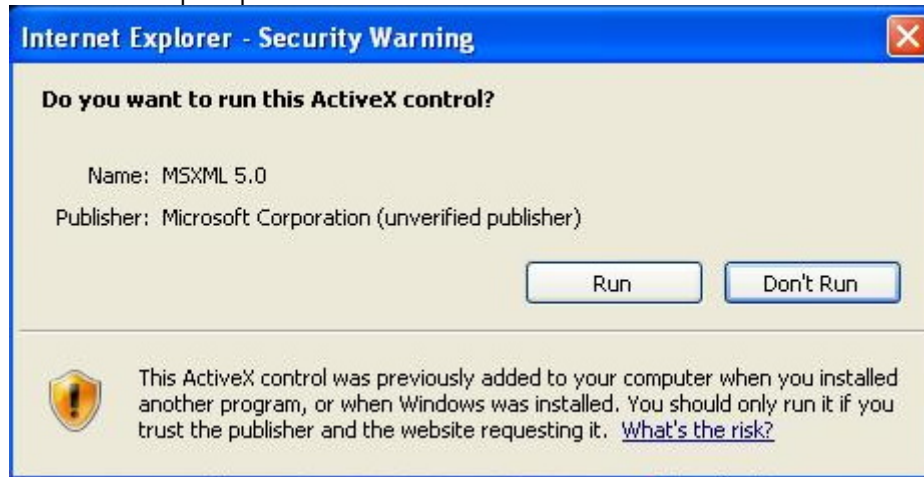 Internet Explorer - Security Warning
Do you want to run this ActiveX control?
Name: MSXML 5.0
Publisher: Microsoft Corporation (unverified publisher)
Run Don't Run
This ActiveX control was previously added to your computer when you installed
another program, or when Windows was installed. You should only run it if you
trust the publisher and the website requesting it. What's the risk?